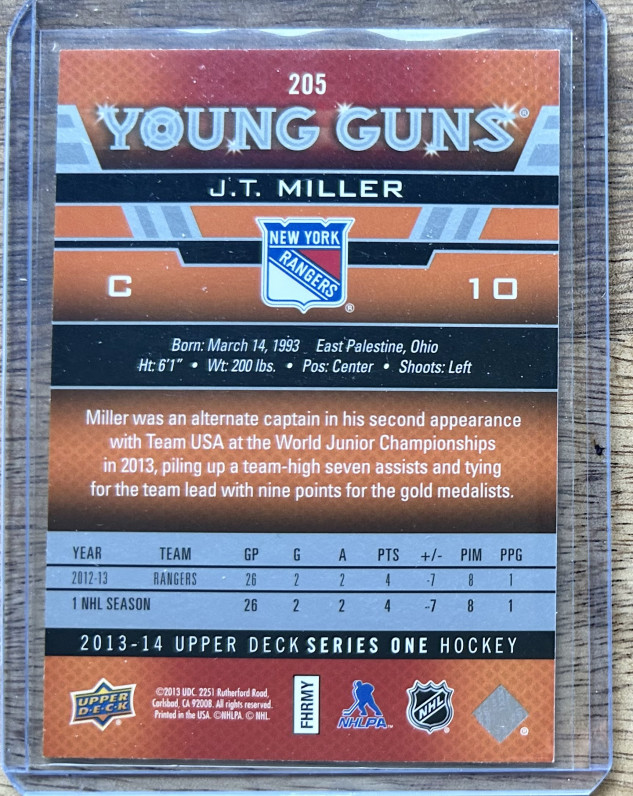 205
YOUNG GUNS®
J.T. MILLER
NEW YORK
RANGERS
®
C 10
Born: March 14, 1993 East Palestine, Ohio
Ht: 6'1" • Wt: 200 lbs. • Pos: Center • Shoots: Left
Miller was an alternate captain in his second appearance
with Team USA at the World Junior Championships
in 2013, piling up a team-high seven assists and tying
for the team lead with nine points for the gold medalists.
YEAR TEAM GP G A PTS +/- PIM PPG
2012-13 RANGERS 26 2 2 4 -7 8 1
1 NHL SEASON 26 2 2 4 -7 8 1
2013-14 UPPER DECK SERIES ONE HOCKEY
UPPER
D·E·C·K
©2013 UDC. 2251 Rutherford Road,
Carlsbad, CA 92008. All rights reserved.
Printed in the USA. ©NHLPA. © NHL.
FHRMY
NHLPA™
NHL
®